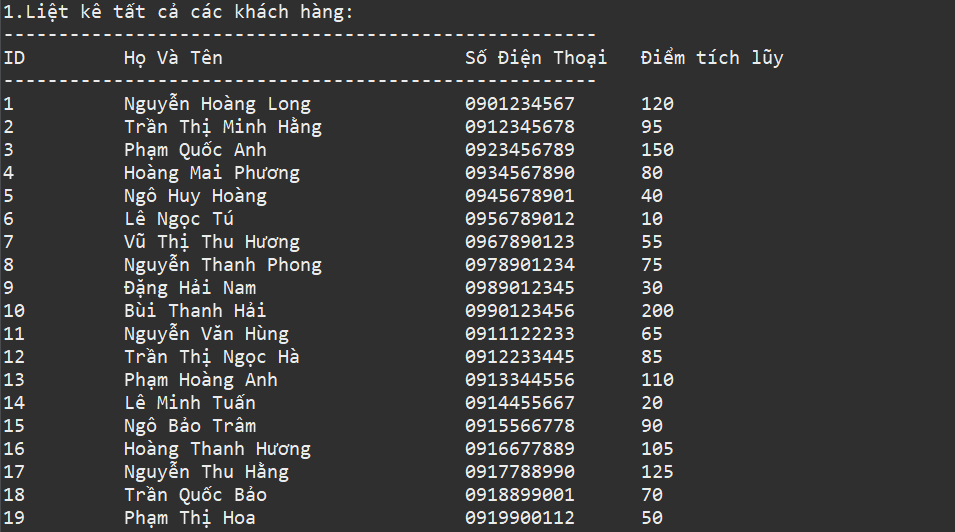 1.Liệt kê tất cả các khách hàng:
------------------------------------------------------
ID Họ Và Tên Số Điện Thoại Điểm tích lũy
------------------------------------------------------
1 Nguyễn Hoàng Long 0901234567 120
2 Trần Thị Minh Hằng 0912345678 95
3 Phạm Quốc Anh 0923456789 150
4 Hoàng Mai Phương 0934567890 80
5 Ngô Huy Hoàng 0945678901 40
6 Lê Ngọc Tú 0956789012 10
7 Vũ Thị Thu Hương 0967890123 55
8 Nguyễn Thanh Phong 0978901234 75
9 Đặng Hải Nam 0989012345 30
10 Bùi Thanh Hải 0990123456 200
11 Nguyễn Văn Hùng 0911122233 65
12 Trần Thị Ngọc Hà 0912233445 85
13 Phạm Hoàng Anh 0913344556 110
14 Lê Minh Tuấn 0914455667 20
15 Ngô Bảo Trâm 0915566778 90
16 Hoàng Thanh Hương 0916677889 105
17 Nguyễn Thu Hằng 0917788990 125
18 Trần Quốc Bảo 0918899001 70
19 Phạm Thị Hoa 0919900112 50